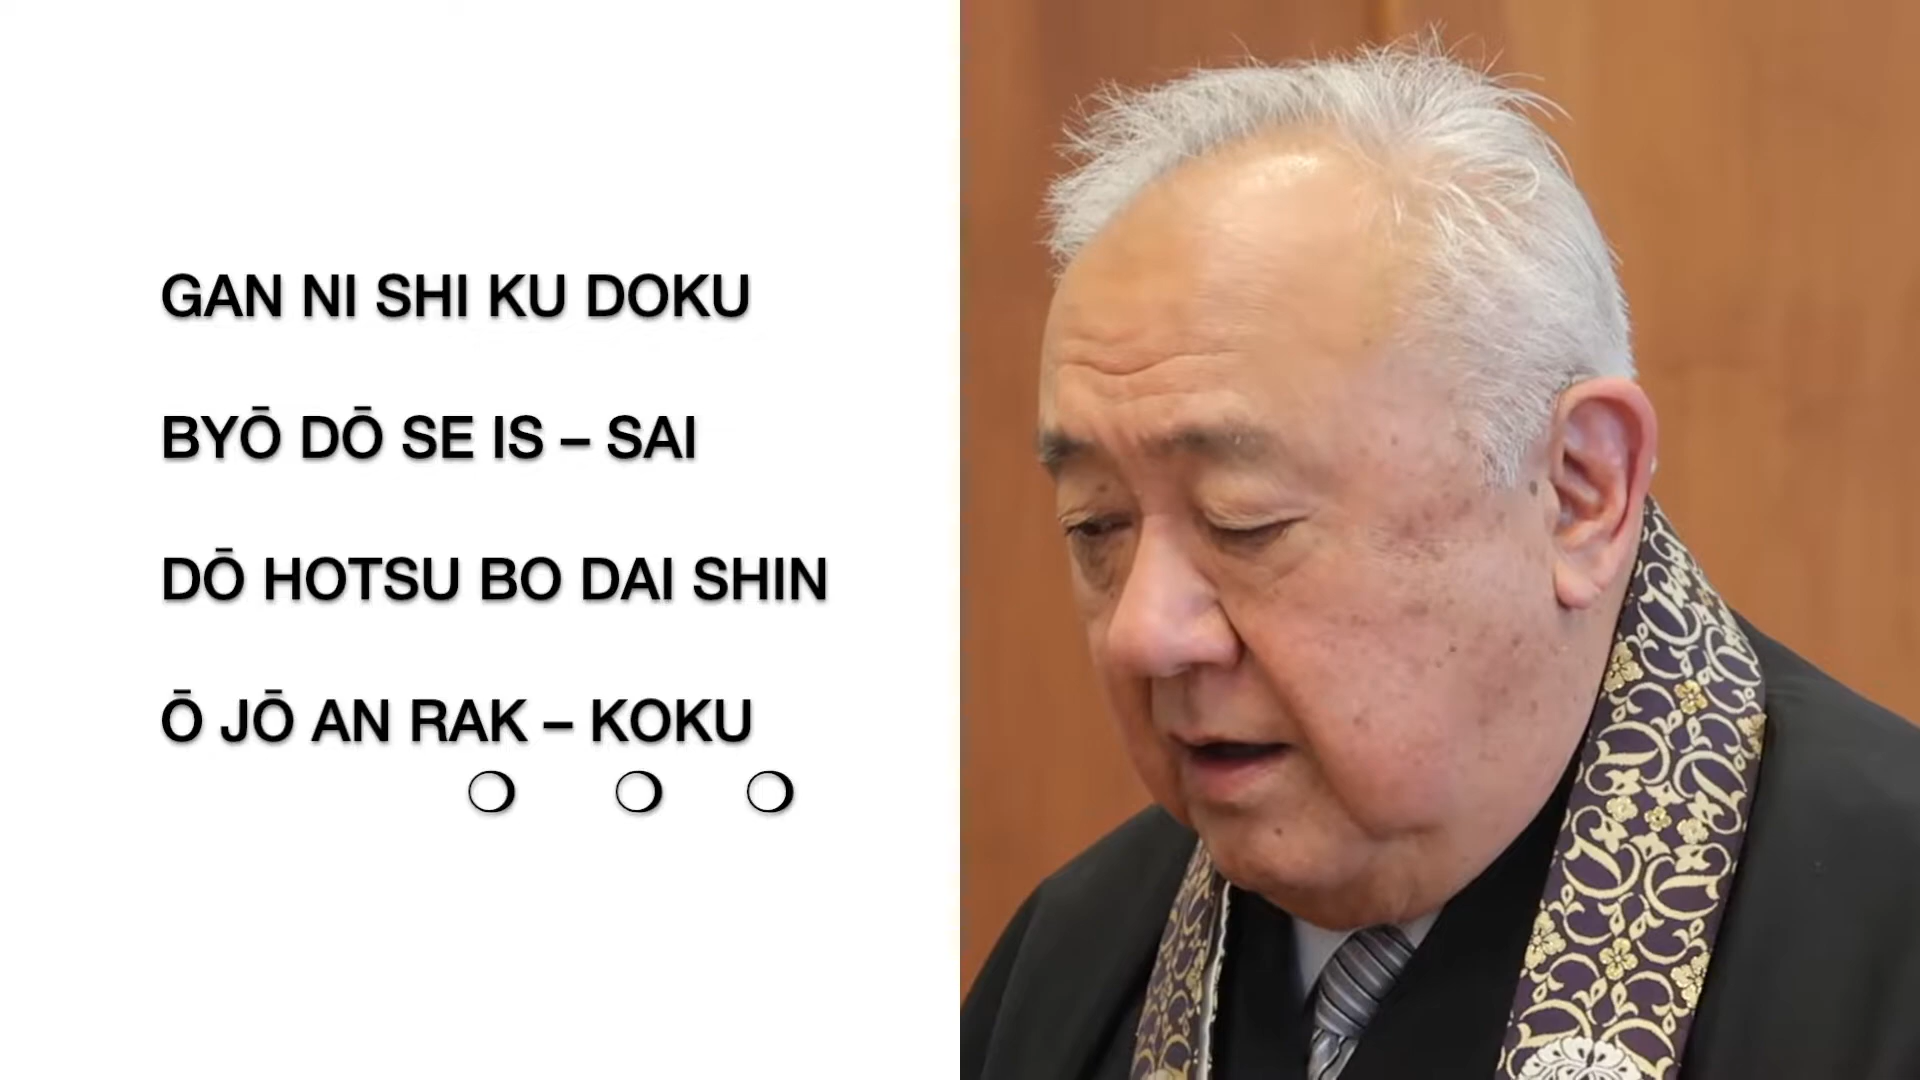 GAN NI SHI KU DOKU
BYŌ DŌ SE IS – SAI
DŌ HOTSU BO DAI SHIN
Ō JŌ AN RAK – KOKU